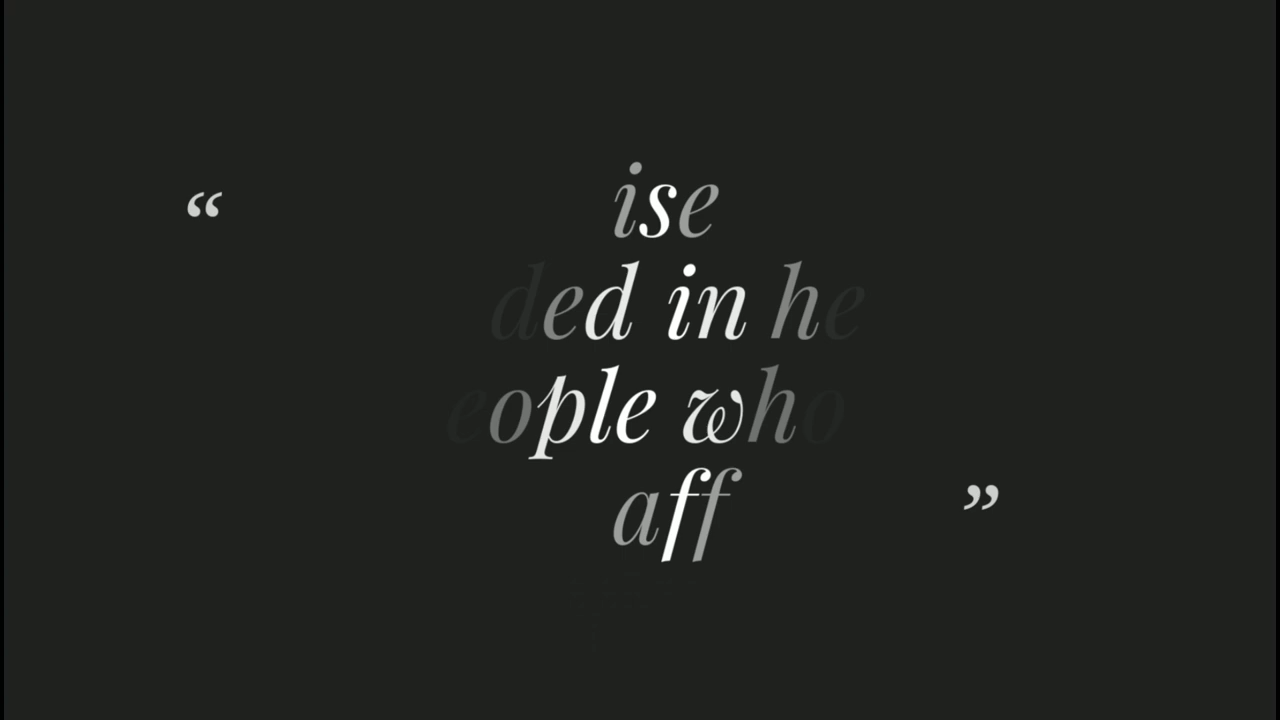 “ ise
ded in he
eople who
aff ”